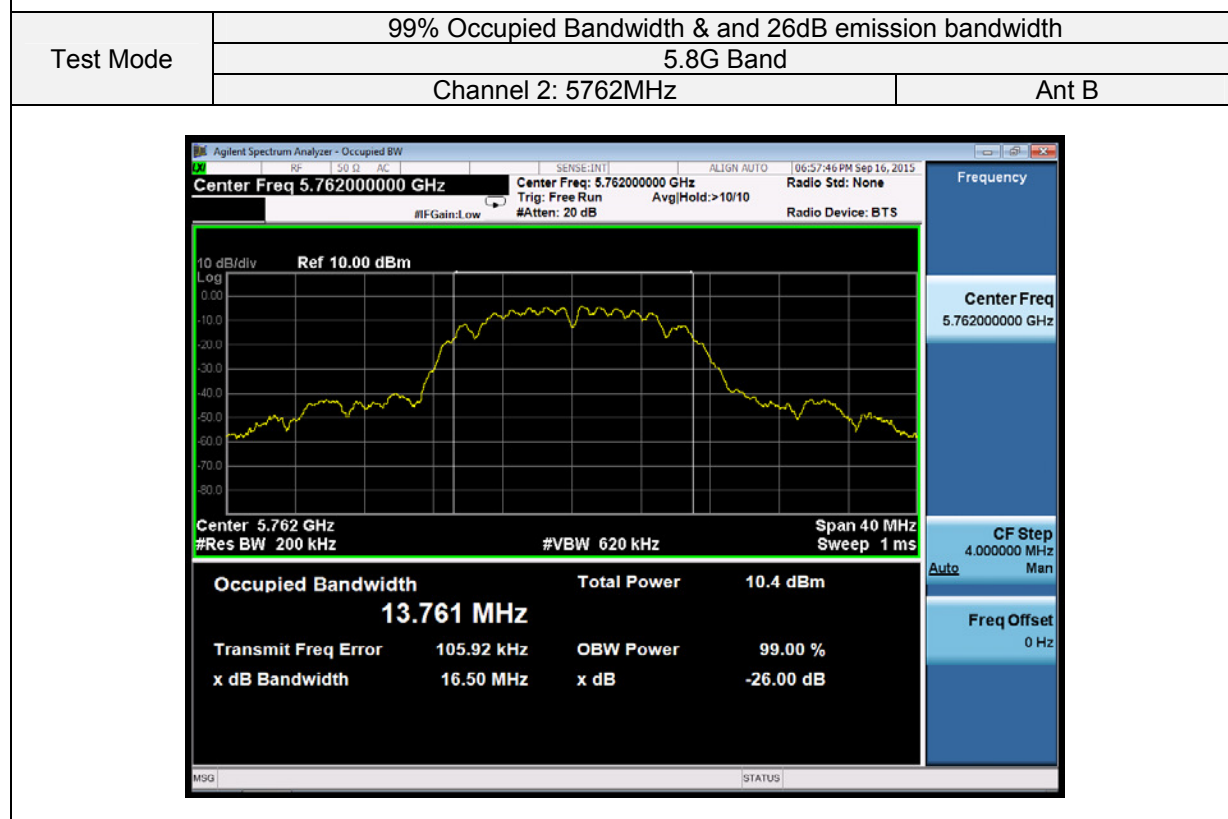 99% Occupied Bandwidth & and 26dB emission bandwidth
Test Mode
5.8G Band
Channel 2: 5762MHz Ant B
Agilent Spectrum Analyzer - Occupied BW
LXI RF 50 Ω AC SENSE:INT ALIGN AUTO 06:57:46 PM Sep 16, 2015
Center Freq 5.762000000 GHz
Center Freq: 5.762000000 GHz Radio Std: None
Trig: Free Run Avg|Hold:>10/10
#IFGain:Low #Atten: 20 dB Radio Device: BTS
Frequency
10 dB/div Ref 10.00 dBm
Log
0.00
-10.0
-20.0
-30.0
-40.0
-50.0
-60.0
-70.0
-80.0
Center 5.762 GHz Span 40 MHz
#Res BW 200 kHz #VBW 620 kHz Sweep 1 ms
Center Freq
5.762000000 GHz
CF Step
4.000000 MHz
Auto Man
Freq Offset
0 Hz
Occupied Bandwidth Total Power 10.4 dBm
13.761 MHz
Transmit Freq Error 105.92 kHz OBW Power 99.00 %
x dB Bandwidth 16.50 MHz x dB -26.00 dB
MSG STATUS